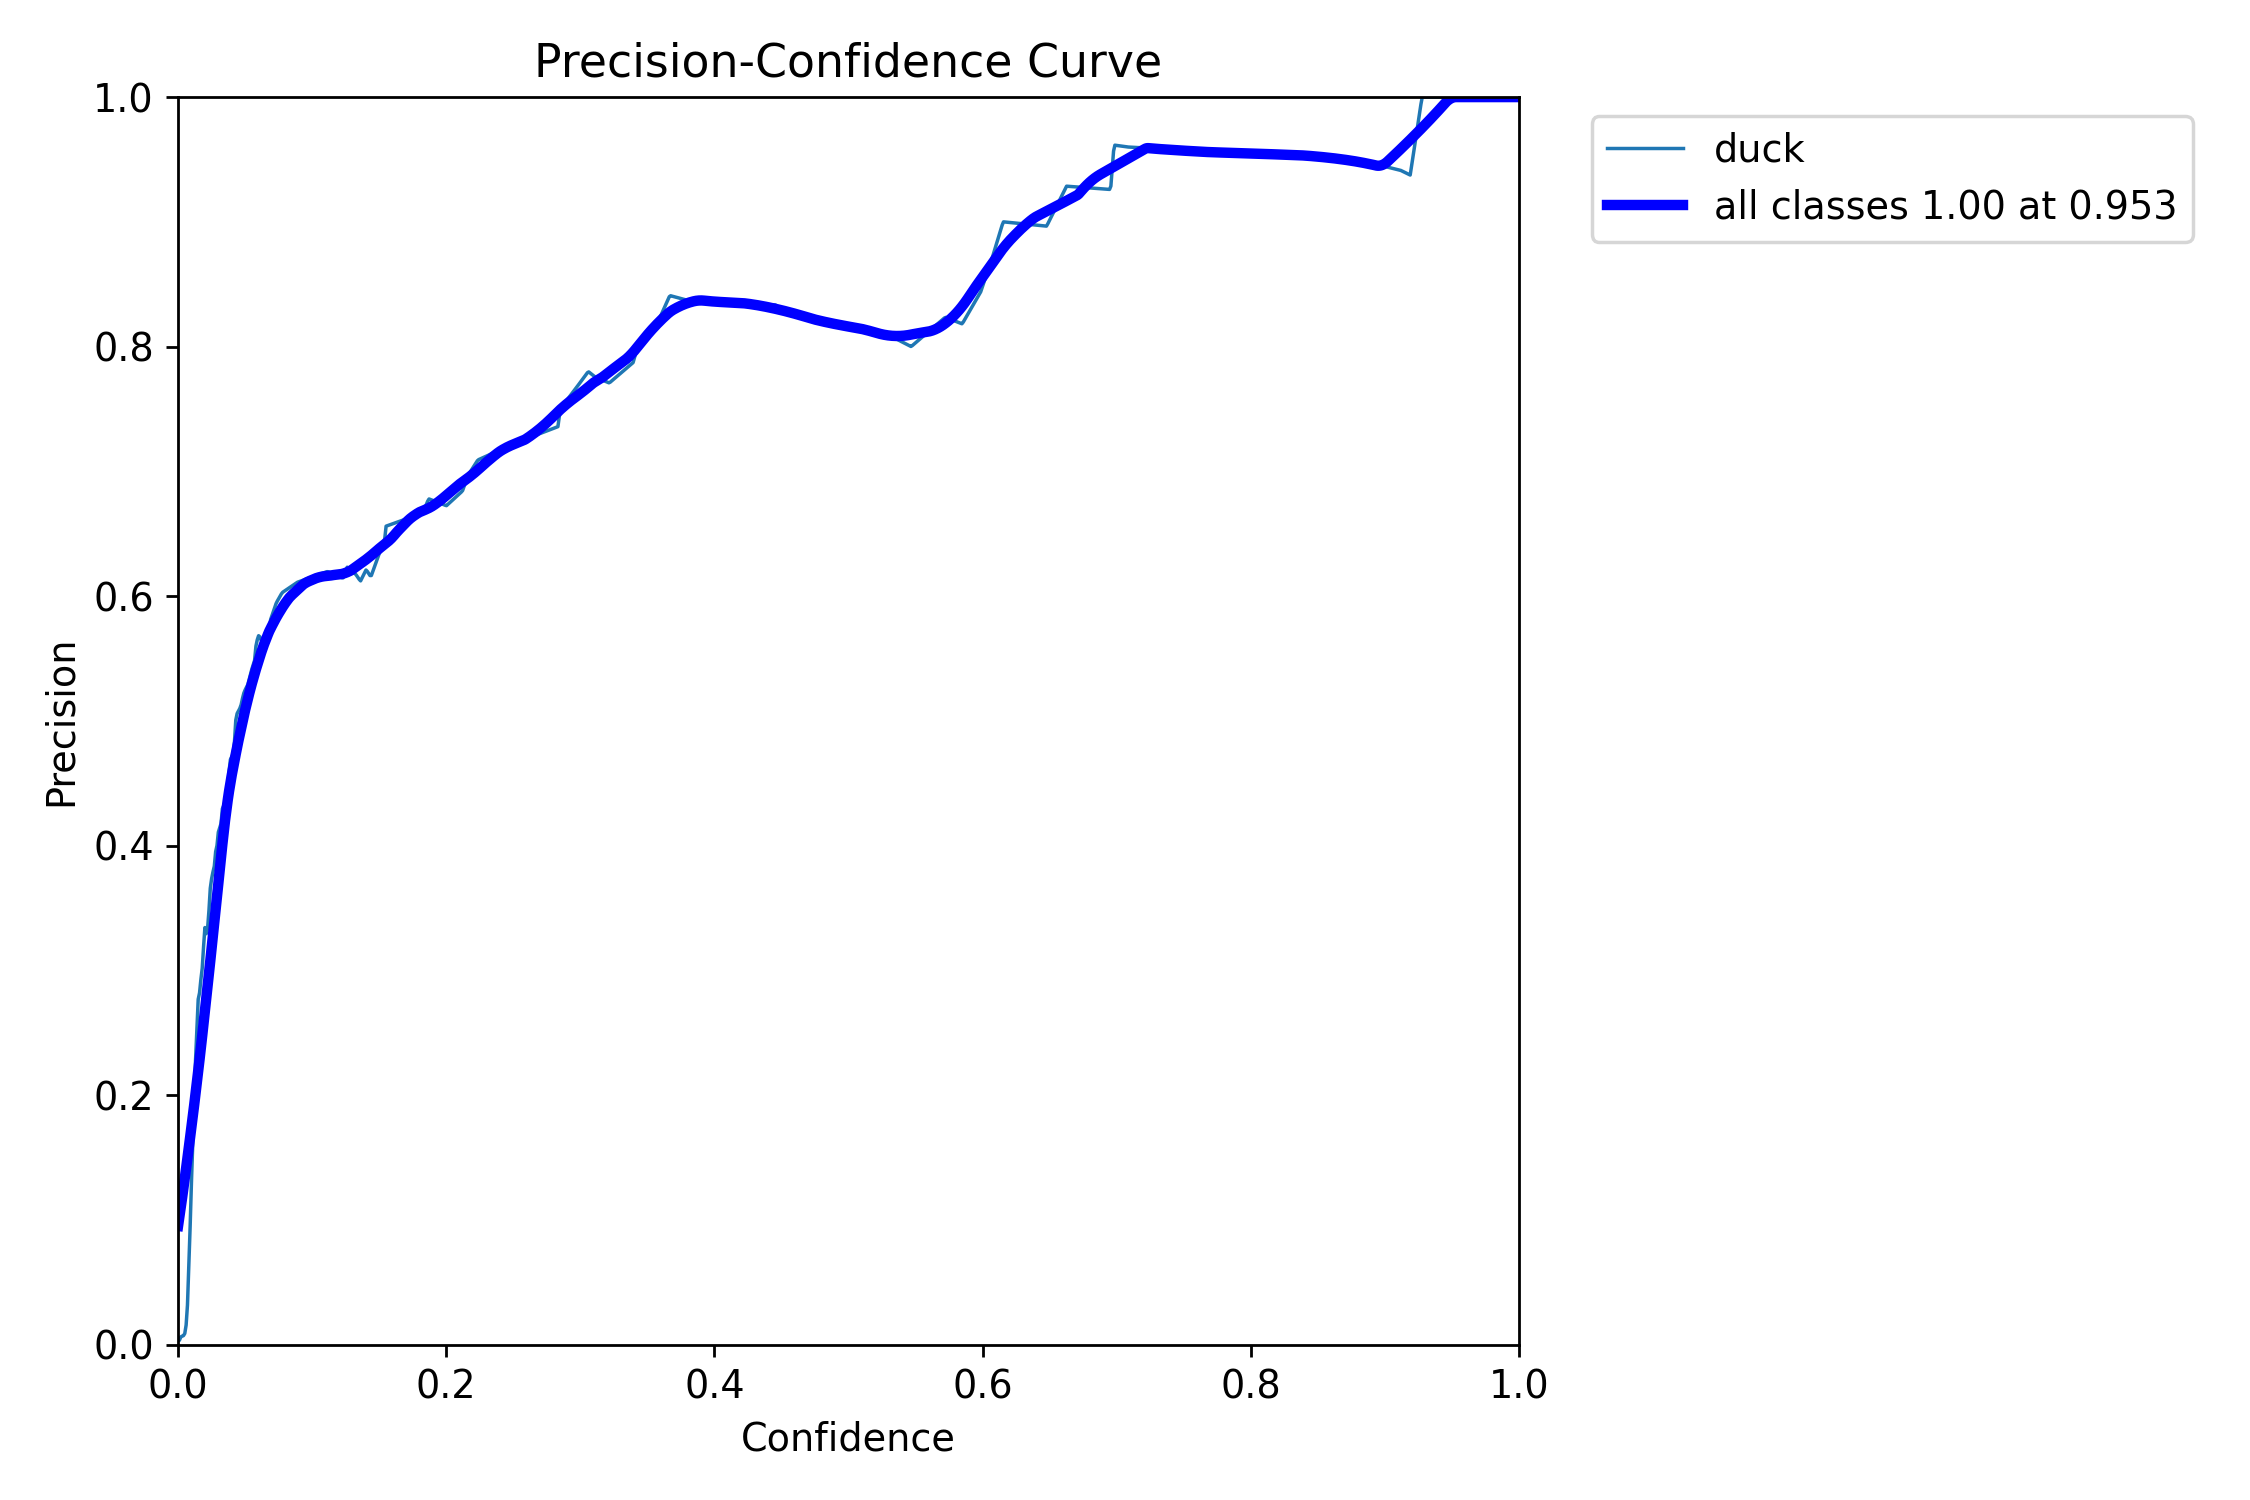 Precision-Confidence Curve
1.0
0.8
0.6
0.4
0.2
0.0
Precision
0.0 0.2 0.4 0.6 0.8 1.0
Confidence
duck
all classes 1.00 at 0.953